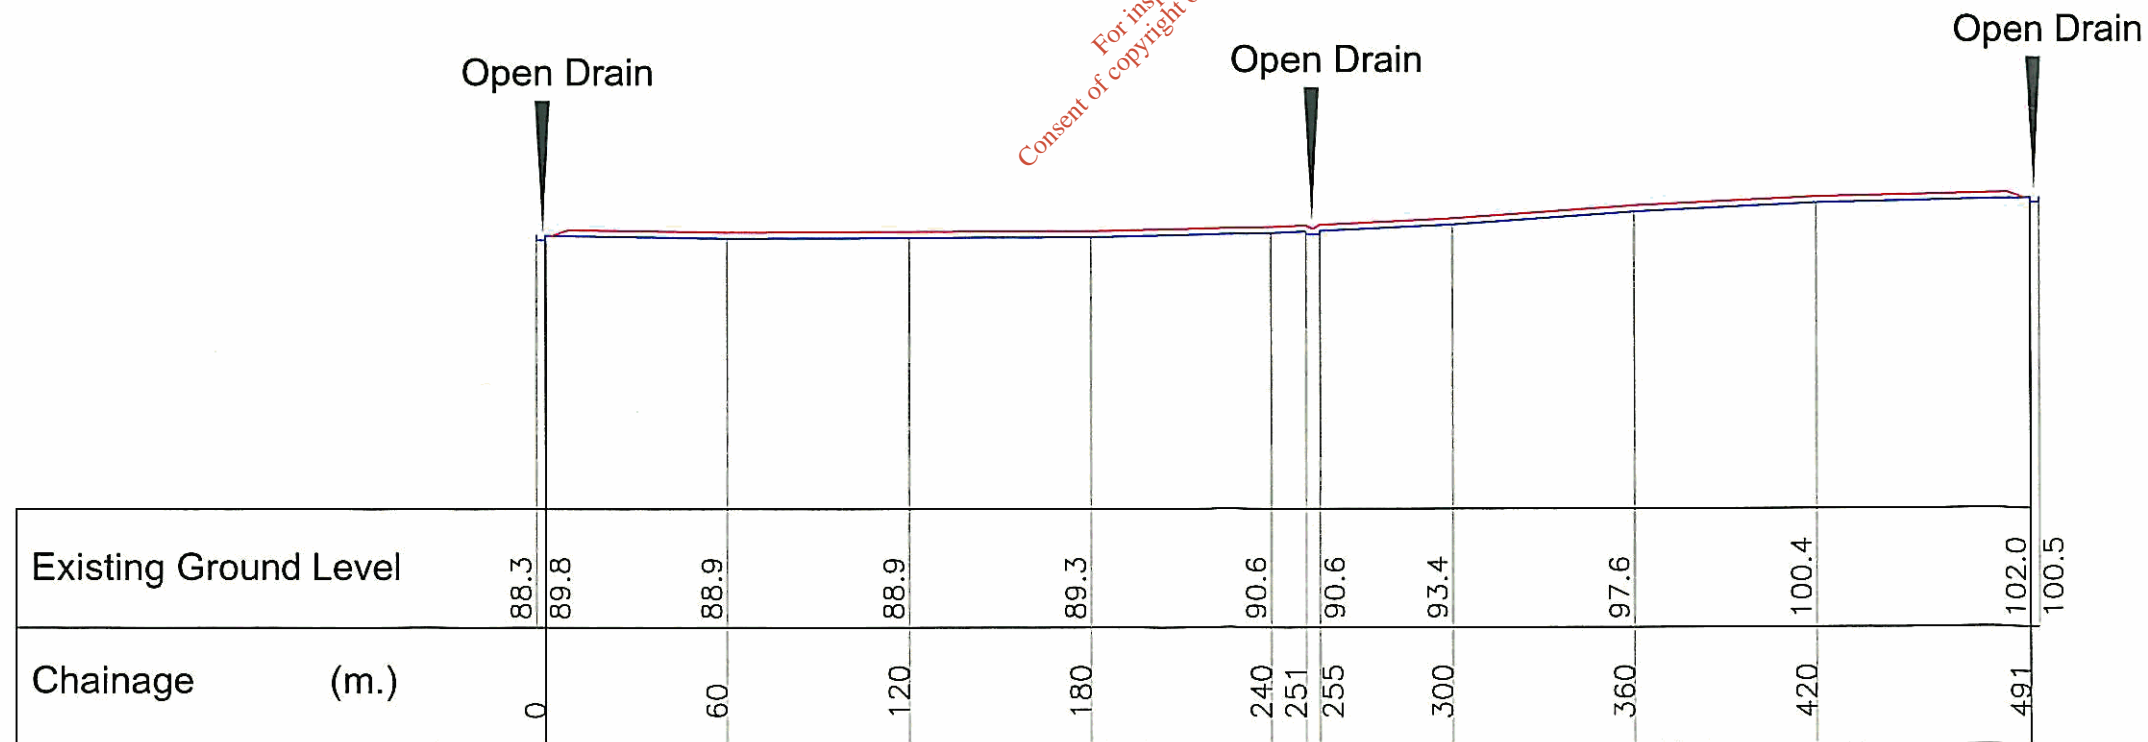 For insp
Consent of copyright o
Open Drain
Open Drain
Open Drain
Existing Ground Level 88.3 89.8 88.9 88.9 89.3 90.6 90.6 93.4 97.6 100.4 102.0 100.5
Chainage (m.) 0 60 120 180 240 251 255 300 360 420 491